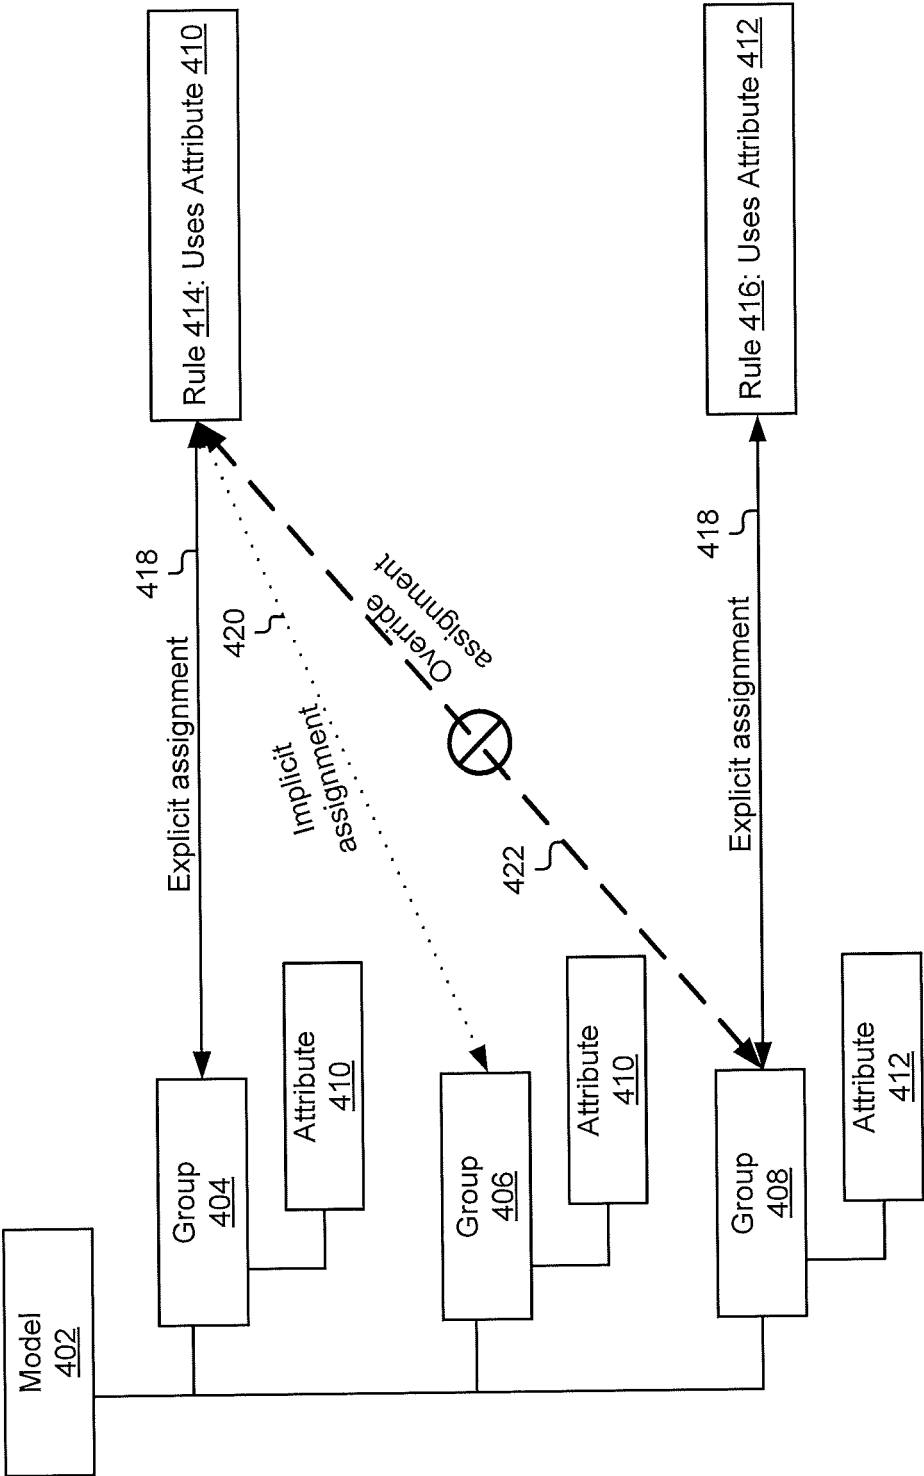 Model
402
Group
404
Attribute
410
Group
406
Attribute
410
Group
408
Attribute
412
Explicit assignment
418
Implicit
assignment
420
Override
assignment
422
Explicit assignment
418
Rule 414: Uses Attribute 410
Rule 416: Uses Attribute 412